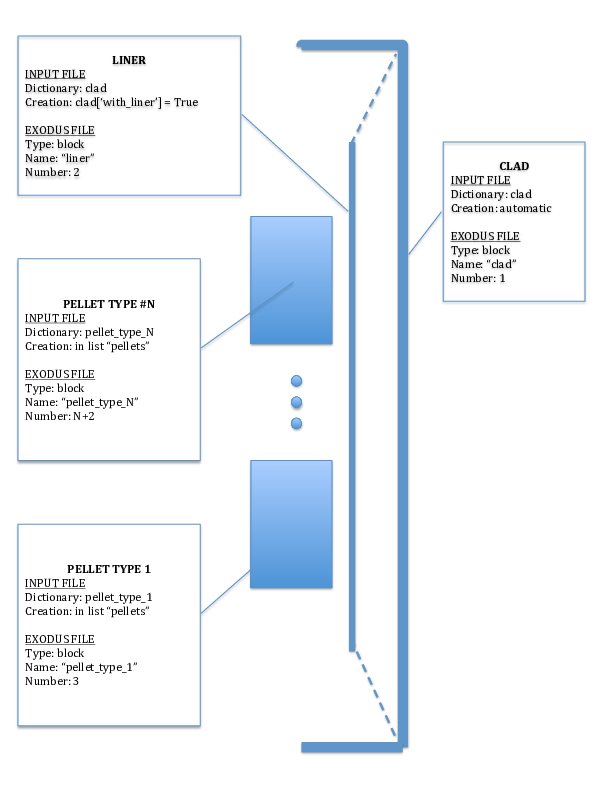 LINER
INPUT FILE
Dictionary: clad
Creation: clad[‘with_liner’] = True
EXODUS FILE
Type: block
Name: “liner”
Number: 2
CLAD
INPUT FILE
Dictionary: clad
Creation: automatic
EXODUS FILE
Type: block
Name: “clad”
Number: 1
PELLET TYPE #N
INPUT FILE
Dictionary: pellet_type_N
Creation: in list “pellets”
EXODUS FILE
Type: block
Name: “pellet_type_N”
Number: N+2
PELLET TYPE 1
INPUT FILE
Dictionary: pellet_type_1
Creation: in list “pellets”
EXODUS FILE
Type: block
Name: “pellet_type_1”
Number: 3